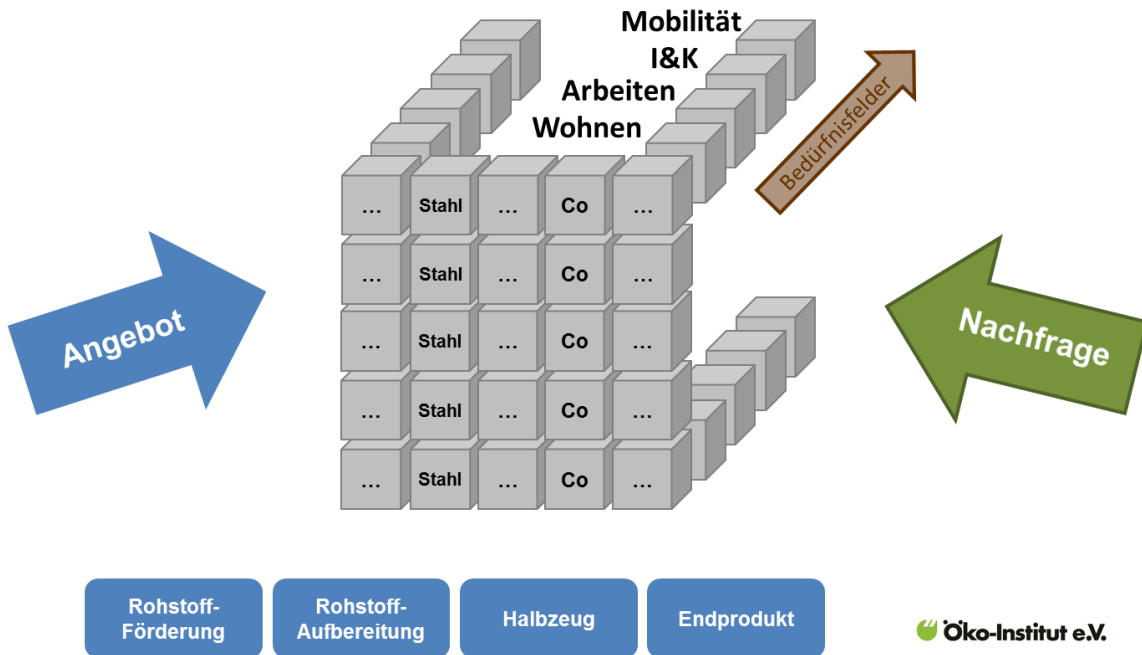 Mobilität
I&K
Arbeiten
Wohnen
Bedürfnisfelder
... Stahl ... Co ...
... Stahl ... Co ...
... Stahl ... Co ...
... Stahl ... Co ...
... Stahl ... Co ...
Angebot
Nachfrage
Rohstoff-
Förderung
Rohstoff-
Aufbereitung
Halbzeug
Endprodukt
Öko-Institut e.V.